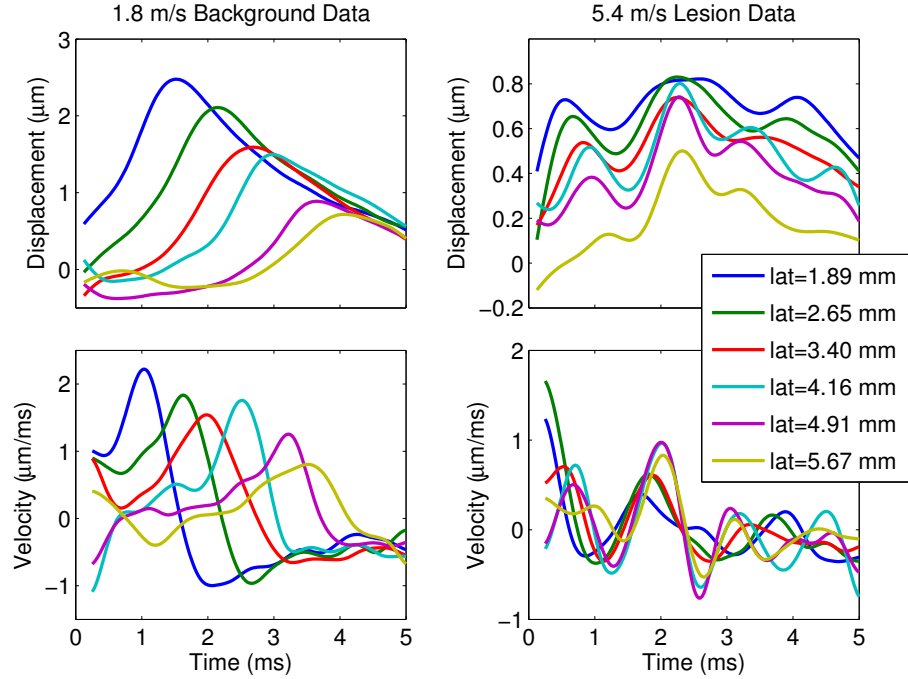 1.8 m/s Background Data
5.4 m/s Lesion Data
Displacement (μm)
3
2
1
0
Displacement (μm)
0.8
0.6
0.4
0.2
0
−0.2
lat=1.89 mm
lat=2.65 mm
lat=3.40 mm
lat=4.16 mm
lat=4.91 mm
lat=5.67 mm
Velocity (μm/ms)
2
1
0
−1
0 1 2 3 4 5
Time (ms)
Velocity (μm/ms)
2
1
0
−1
0 1 2 3 4 5
Time (ms)